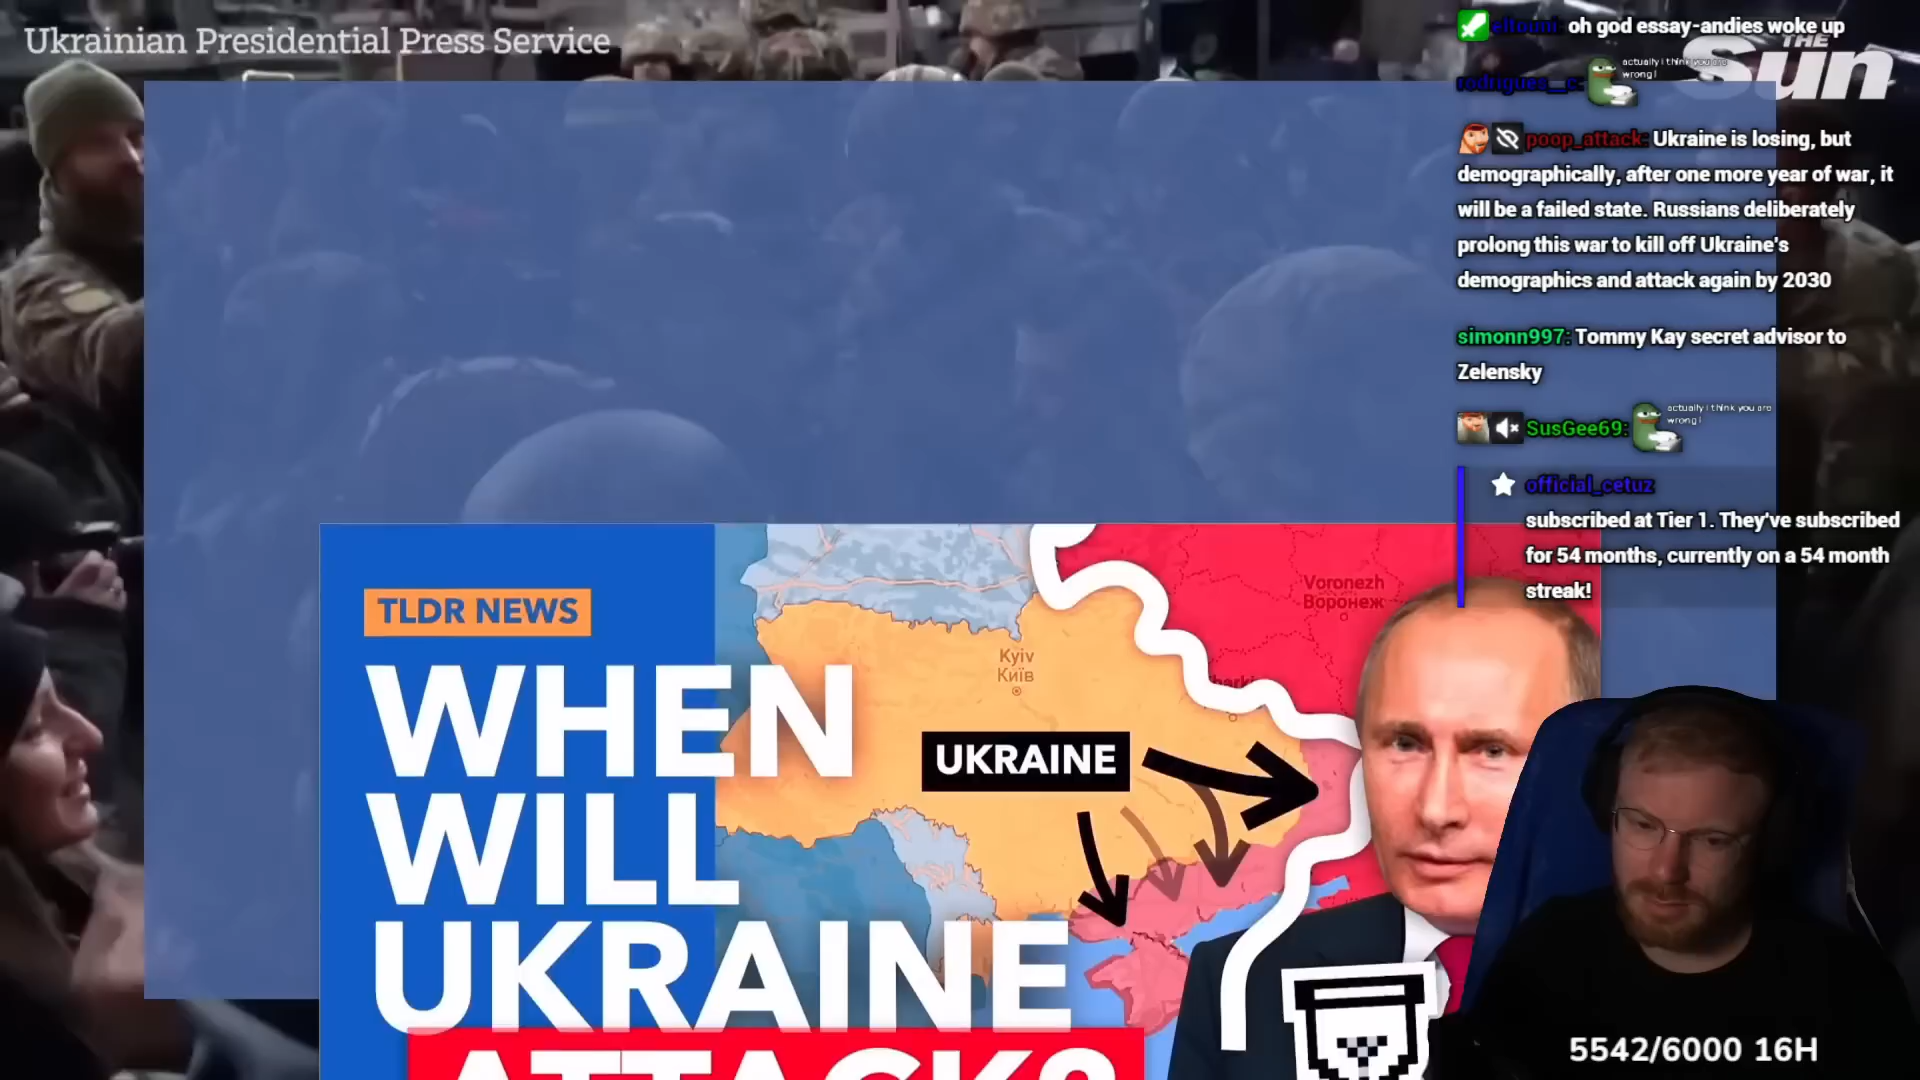 Ukrainian Presidential Press Service
THE
Sun
eltouni oh god essay-andies woke up
rodrigues__c:
actually i think you are
wrong!
poop_attack: Ukraine is losing, but
demographically, after one more year of war, it
will be a failed state. Russians deliberately
prolong this war to kill off Ukraine's
demographics and attack again by 2030
simonn997: Tommy Kay secret advisor to
Zelensky
SusGee69:
actually i think you are
wrong!
official_cetuz
subscribed at Tier 1. They've subscribed
for 54 months, currently on a 54 month
streak!
TLDR NEWS
WHEN
WILL
UKRAINE
ATTACK?
Voronezh
Воронеж
Kyiv
Київ
UKRAINE
5542/6000 16H